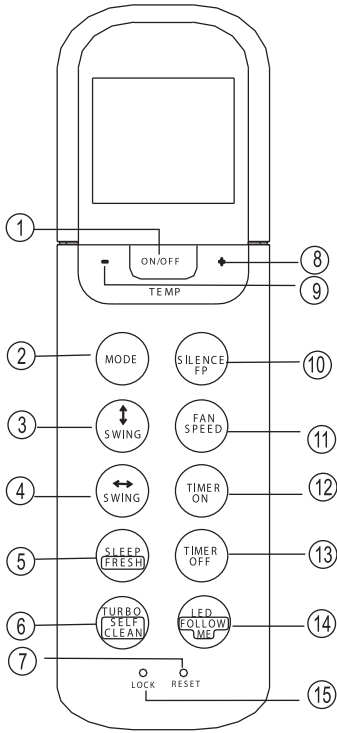 1
ON/OFF
- +
8
9
TEMP
2
MODE
SILENCE
FP
10
3
SWING
FAN
SPEED
11
4
SWING
TIMER
ON
12
5
SLEEP
FRESH
TIMER
OFF
13
6
TURBO
SELF
CLEAN
LED
FOLLOW
ME
14
7
LOCK
RESET
15